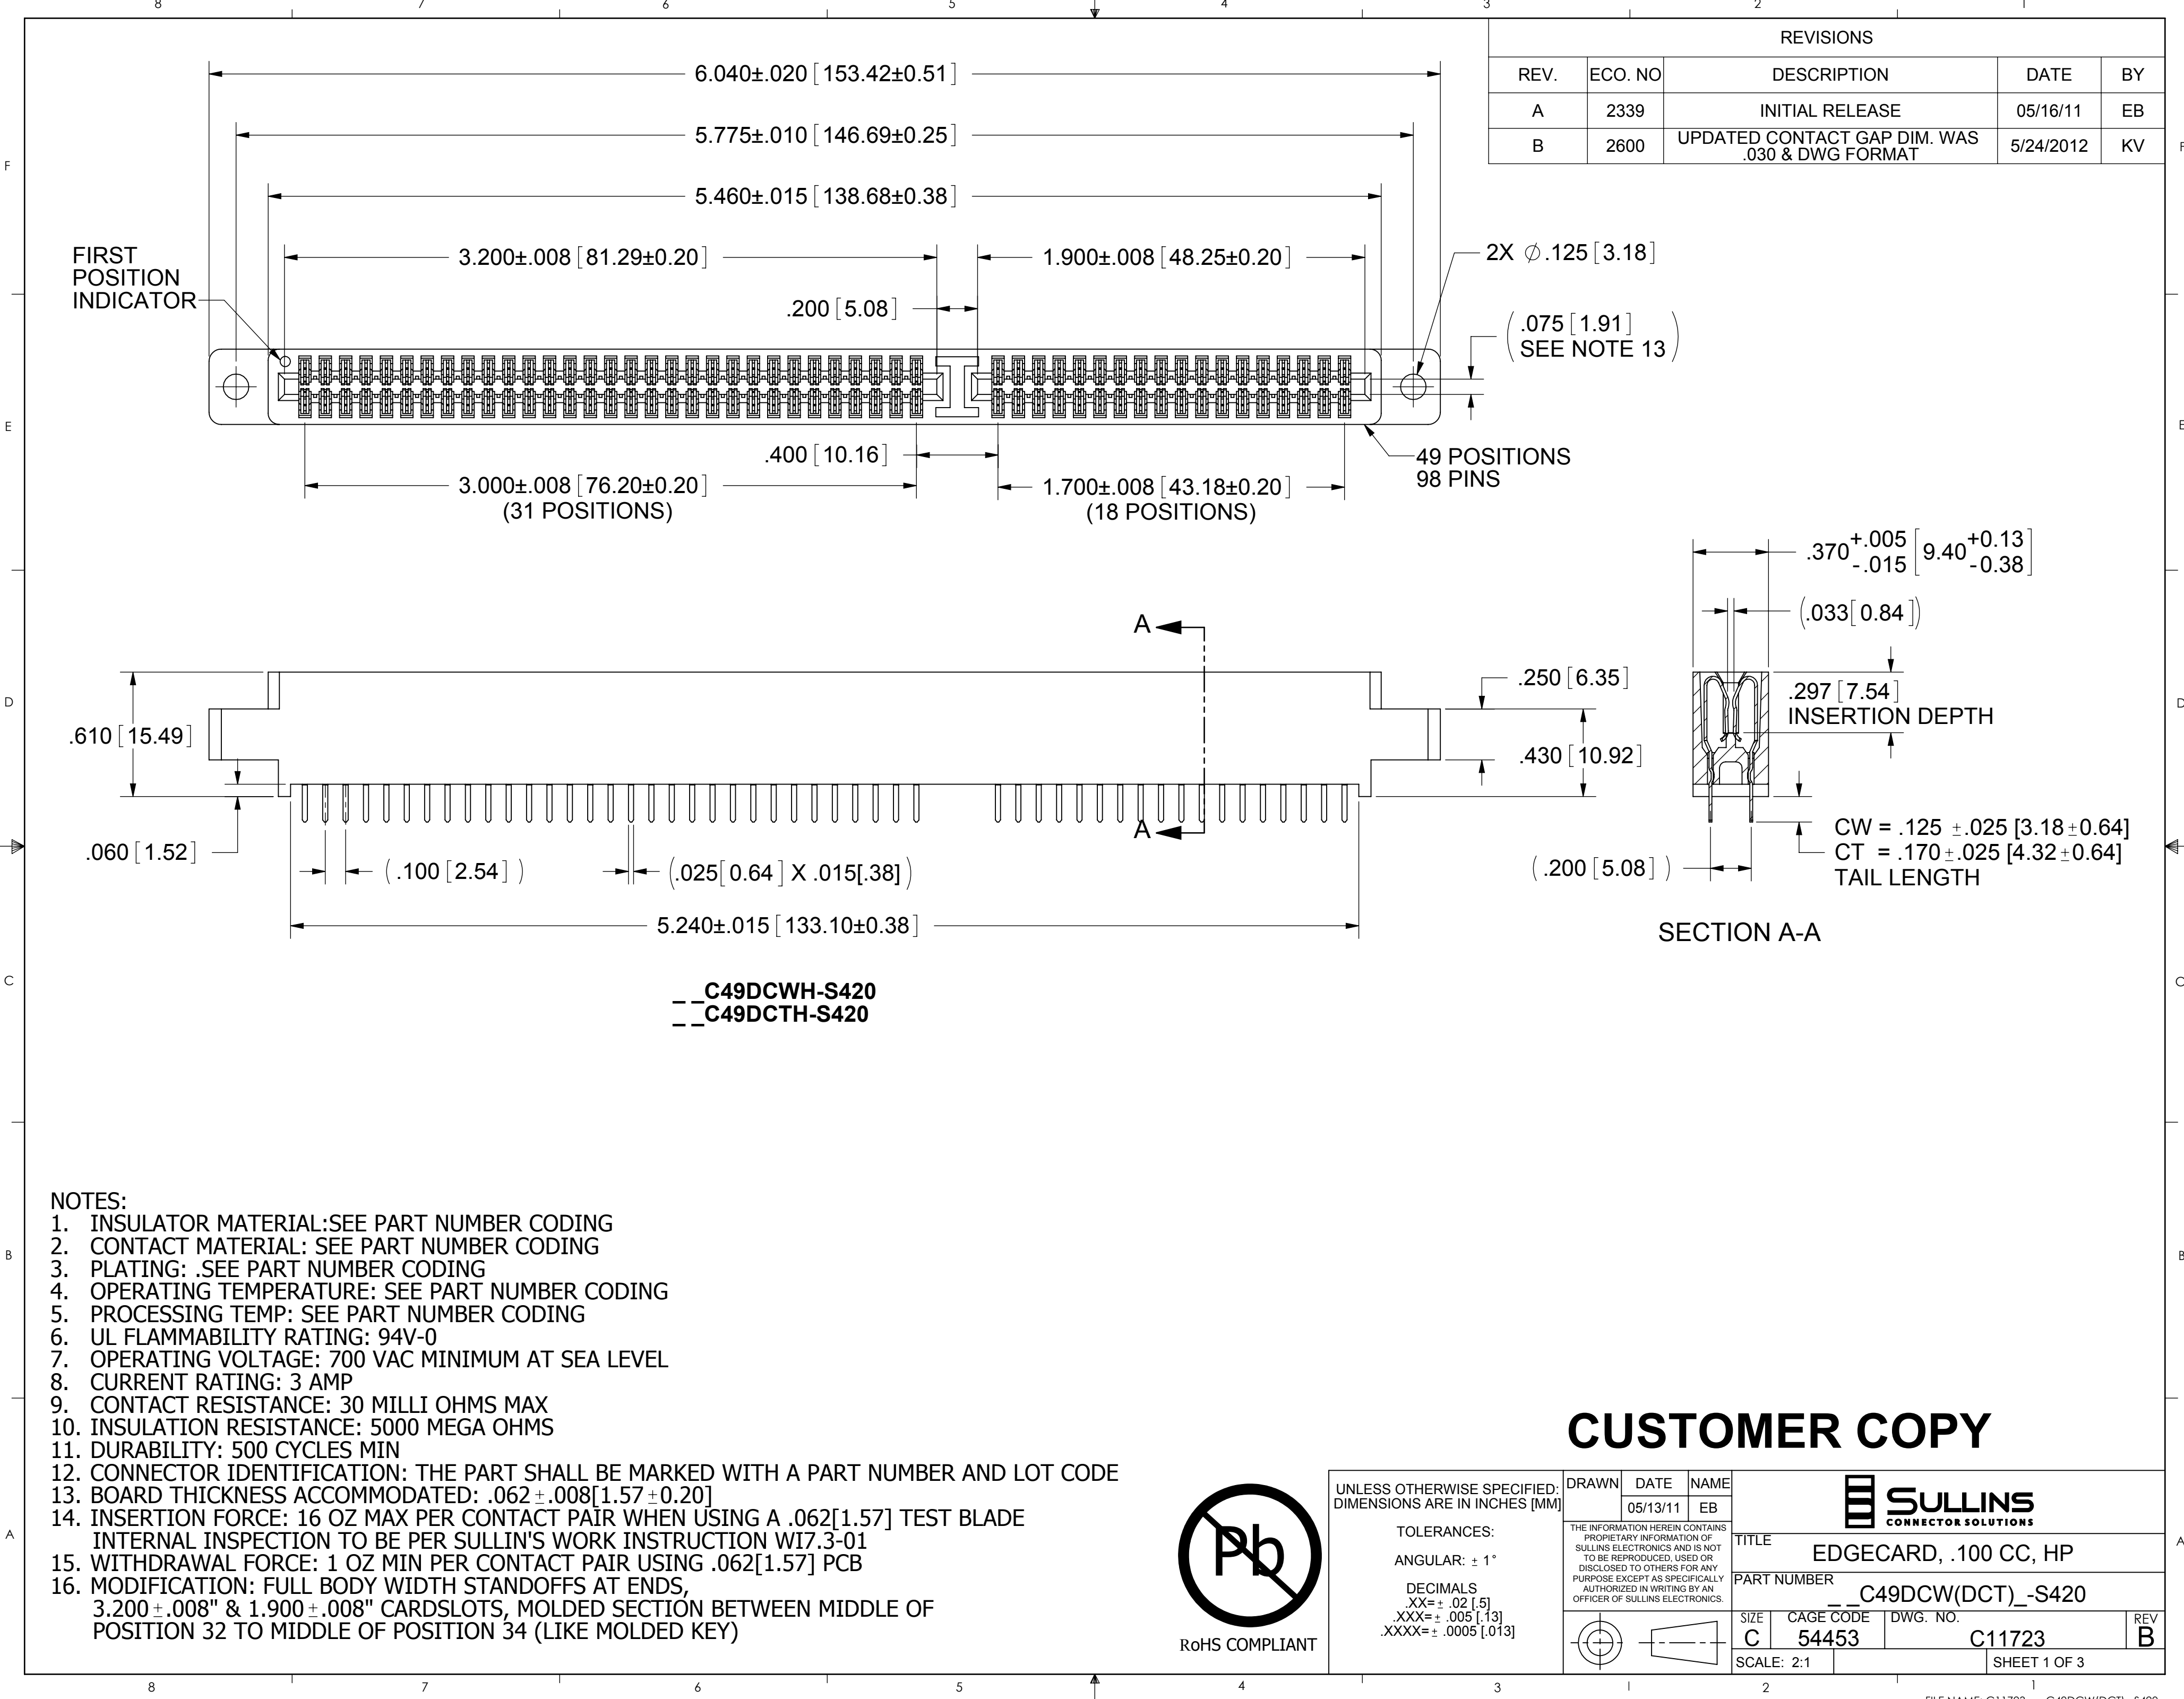 8 7 6 5 4 3 2 1
REVISIONS
REV. ECO. NO DESCRIPTION DATE BY
A 2339 INITIAL RELEASE 05/16/11 EB
B 2600 UPDATED CONTACT GAP DIM. WAS .030 & DWG FORMAT 5/24/2012 KV
6.040±.020 [153.42±0.51]
5.775±.010 [146.69±0.25]
5.460±.015 [138.68±0.38]
3.200±.008 [81.29±0.20]
1.900±.008 [48.25±0.20]
2X ∅ .125 [3.18]
FIRST
POSITION
INDICATOR
.200 [5.08]
(.075 [1.91]
SEE NOTE 13)
.400 [10.16]
49 POSITIONS
98 PINS
3.000±.008 [76.20±0.20]
(31 POSITIONS)
1.700±.008 [43.18±0.20]
(18 POSITIONS)
.370 +.005 -.015 [9.40 +0.13 -0.38]
(.033[0.84])
A
.250 [6.35]
.297 [7.54]
INSERTION DEPTH
.610 [15.49]
.430 [10.92]
A
.060 [1.52]
(.100 [2.54])
(.025[0.64] X .015[.38])
(.200 [5.08])
CW = .125 ±.025 [3.18±0.64]
CT = .170±.025 [4.32±0.64]
TAIL LENGTH
5.240±.015 [133.10±0.38]
SECTION A-A
_ _C49DCWH-S420
_ _C49DCTH-S420
F
E
D
C
B
A
NOTES:
1. INSULATOR MATERIAL:SEE PART NUMBER CODING
2. CONTACT MATERIAL: SEE PART NUMBER CODING
3. PLATING: .SEE PART NUMBER CODING
4. OPERATING TEMPERATURE: SEE PART NUMBER CODING
5. PROCESSING TEMP: SEE PART NUMBER CODING
6. UL FLAMMABILITY RATING: 94V-0
7. OPERATING VOLTAGE: 700 VAC MINIMUM AT SEA LEVEL
8. CURRENT RATING: 3 AMP
9. CONTACT RESISTANCE: 30 MILLI OHMS MAX
10. INSULATION RESISTANCE: 5000 MEGA OHMS
11. DURABILITY: 500 CYCLES MIN
12. CONNECTOR IDENTIFICATION: THE PART SHALL BE MARKED WITH A PART NUMBER AND LOT CODE
13. BOARD THICKNESS ACCOMMODATED: .062±.008[1.57±0.20]
14. INSERTION FORCE: 16 OZ MAX PER CONTACT PAIR WHEN USING A .062[1.57] TEST BLADE
INTERNAL INSPECTION TO BE PER SULLIN'S WORK INSTRUCTION WI7.3-01
15. WITHDRAWAL FORCE: 1 OZ MIN PER CONTACT PAIR USING .062[1.57] PCB
16. MODIFICATION: FULL BODY WIDTH STANDOFFS AT ENDS,
3.200±.008" & 1.900±.008" CARDSLOTS, MOLDED SECTION BETWEEN MIDDLE OF
POSITION 32 TO MIDDLE OF POSITION 34 (LIKE MOLDED KEY)
Pb
RoHS COMPLIANT
CUSTOMER COPY
UNLESS OTHERWISE SPECIFIED:
DIMENSIONS ARE IN INCHES [MM]
TOLERANCES:
ANGULAR: ± 1°
DECIMALS
.XX=± .02 [.5]
.XXX=± .005 [.13]
.XXXX=± .0005 [.013]
DRAWN DATE NAME
05/13/11 EB
THE INFORMATION HEREIN CONTAINS
PROPIETARY INFORMATION OF
SULLINS ELECTRONICS AND IS NOT
TO BE REPRODUCED, USED OR
DISCLOSED TO OTHERS FOR ANY
PURPOSE EXCEPT AS SPECIFICALLY
AUTHORIZED IN WRITING BY AN
OFFICER OF SULLINS ELECTRONICS.
SULLINS
CONNECTOR SOLUTIONS
TITLE
EDGECARD, .100 CC, HP
PART NUMBER
_ _C49DCW(DCT)_-S420
SIZE CAGE CODE DWG. NO. REV
C 54453 C11723 B
SCALE: 2:1 SHEET 1 OF 3
8 7 6 5 4 3 2 1